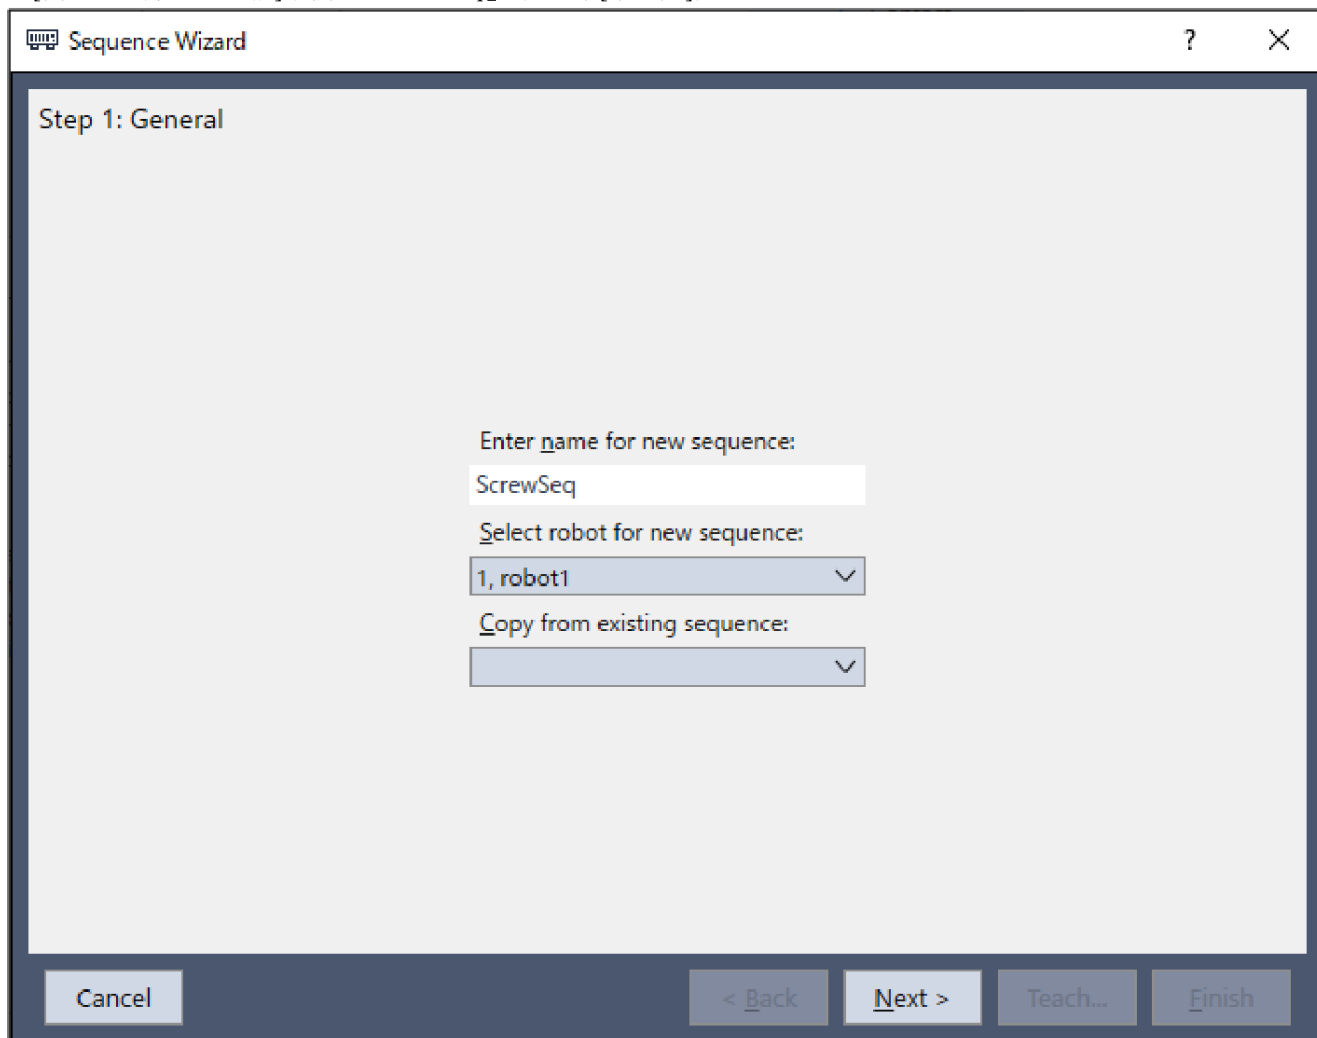 Sequence Wizard
?
Step 1: General
Enter name for new sequence:
ScrewSeq
Select robot for new sequence:
1, robot1
Copy from existing sequence:
Cancel
< Back
Next >
Teach...
Finish